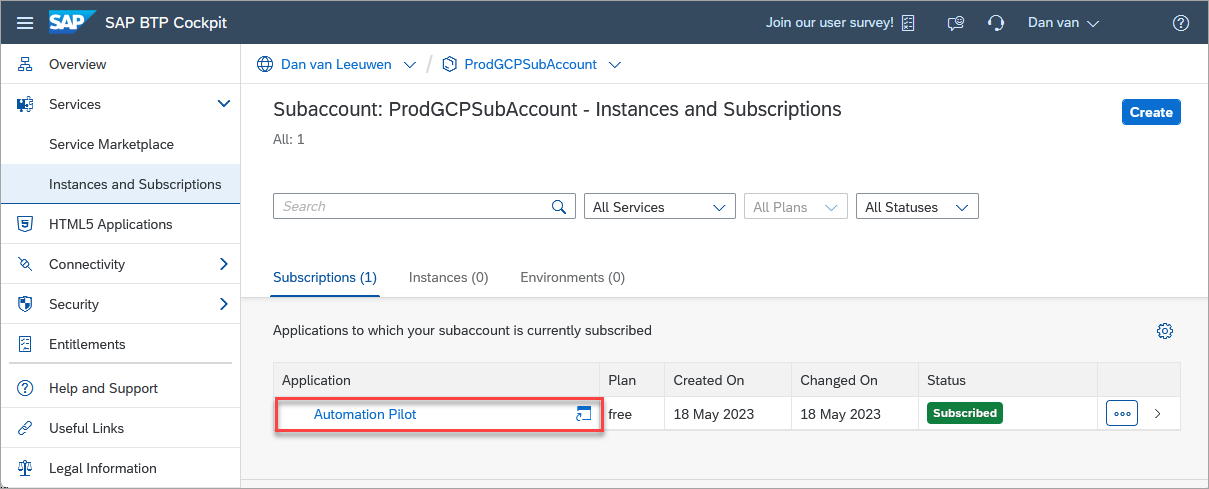 SAP SAP BTP Cockpit Join our user survey! Dan van
Overview
Services
Service Marketplace
Instances and Subscriptions
HTML5 Applications
Connectivity
Security
Entitlements
Help and Support
Useful Links
Legal Information
Dan van Leeuwen / ProdGCPSubAccount
Subaccount: ProdGCPSubAccount - Instances and Subscriptions
Create
All: 1
Search All Services All Plans All Statuses
Subscriptions (1) Instances (0) Environments (0)
Applications to which your subaccount is currently subscribed
Application Plan Created On Changed On Status
Automation Pilot free 18 May 2023 18 May 2023 Subscribed